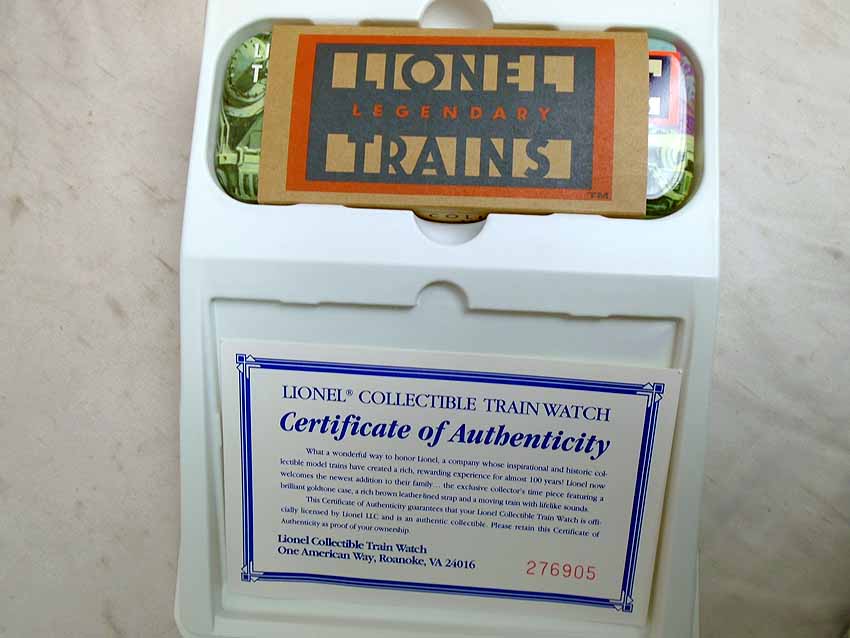 LI
T
LIONEL
LEGENDARY
TRAINS
TM
COLL
LIONEL® COLLECTIBLE TRAIN WATCH
Certificate of Authenticity
What a wonderful way to honor Lionel, a company whose inspirational and historic col-
lectible model trains have created a rich, rewarding experience for almost 100 years! Lionel now
welcomes the newest addition to their family... the exclusive collector's time piece featuring a
brilliant goldtone case, a rich brown leather-lined strap and a moving train with lifelike sounds.
This Certificate of Authenticity guarantees that your Lionel Collectible Train Watch is offi-
cially licensed by Lionel LLC and is an authentic collectible. Please retain this Certificate of
Authenticity as proof of your ownership.
Lionel Collectible Train Watch
One American Way, Roanoke, VA 24016
276905